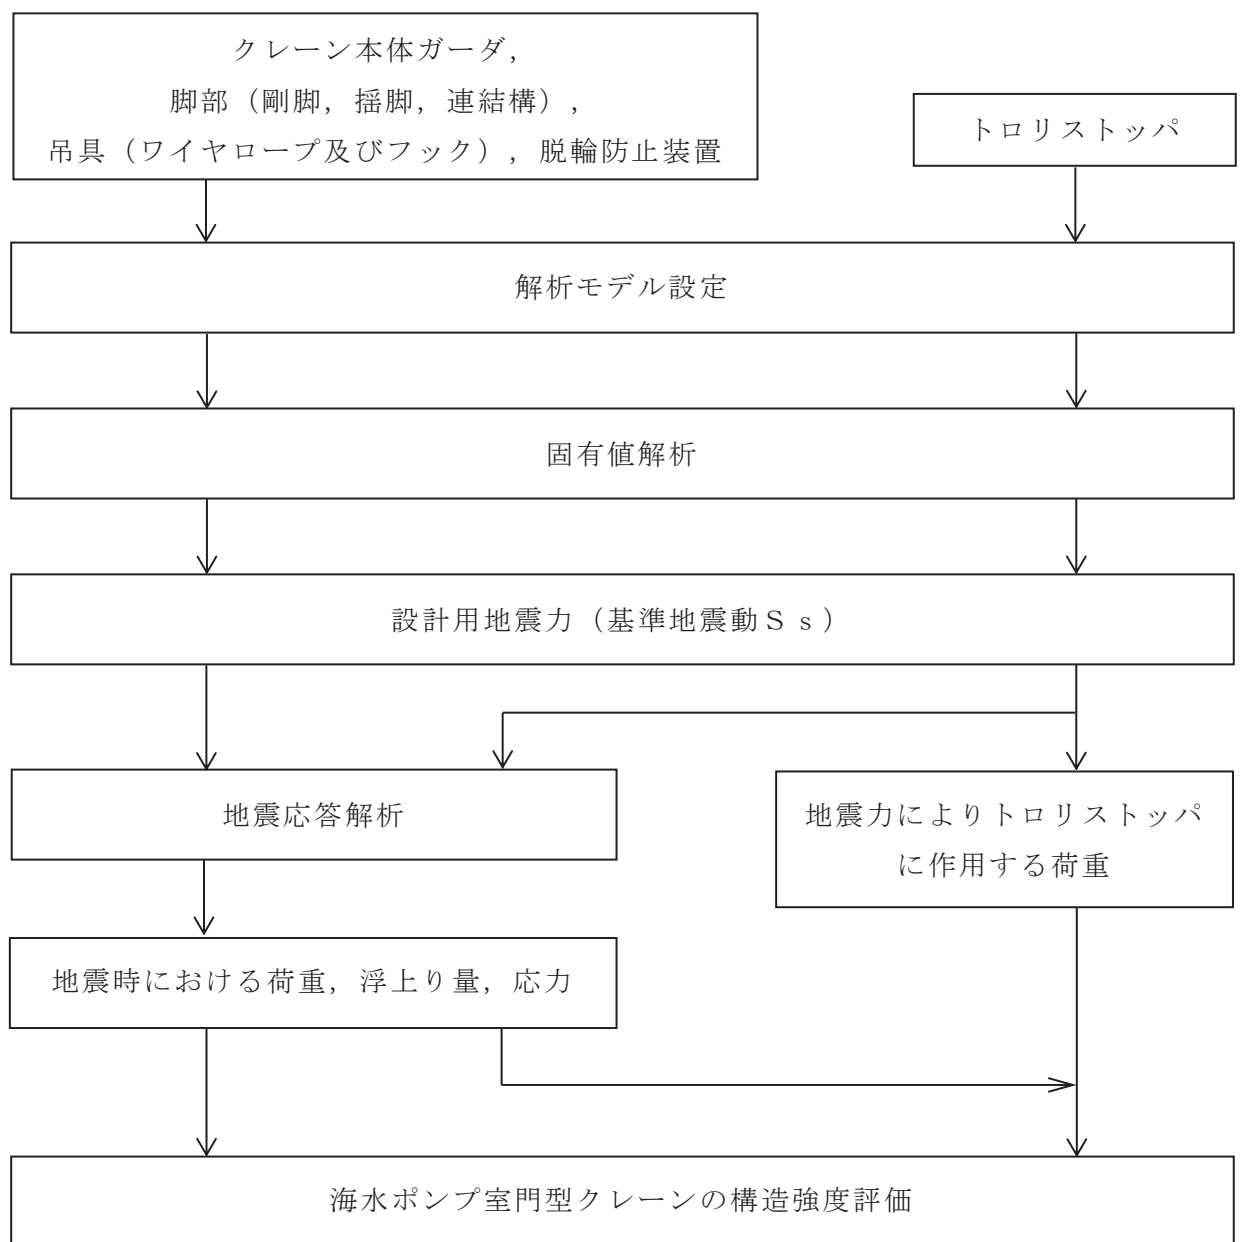 クレーン本体ガーダ，
脚部（剛脚，揺脚，連結構），
吊具（ワイヤロープ及びフック），脱輪防止装置
トロリストッパ
解析モデル設定
固有値解析
設計用地震力（基準地震動Ｓｓ）
地震応答解析
地震力によりトロリストッパ
に作用する荷重
地震時における荷重，浮上り量，応力
海水ポンプ室門型クレーンの構造強度評価